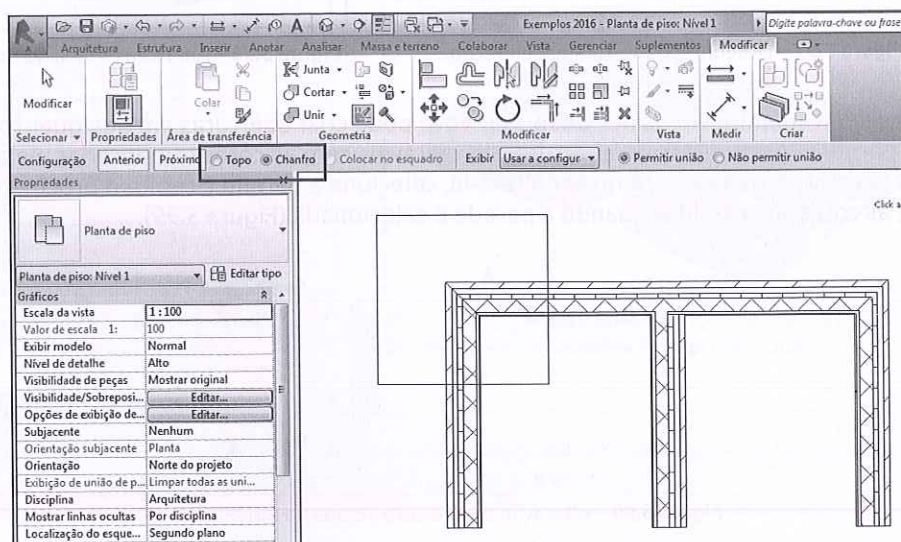 Exemplos 2016 - Planta de piso: Nível 1
Digite palavra-chave ou frase
Arquitetura Estrutura Inserir Anotar Analisar Massa e terreno Colaborar Vista Gerenciar Suplementos Modificar
Modificar
Colar
Junta
Cortar
Unir
Selecionar Propriedades Área de transferência Geometria Modificar Vista Medir Criar
Configuração Anterior Próximo Topo Chanfro Colocar no esquadro Exibir Usar a configur Permitir união Não permitir união
Propriedades
Click a
Planta de piso
Planta de piso: Nível 1 Editar tipo
Gráficos
Escala da vista 1 : 100
Valor de escala 1: 100
Exibir modelo Normal
Nível de detalhe Alto
Visibilidade de peças Mostrar original
Visibilidade/Sobreposi... Editar...
Opções de exibição de... Editar...
Subjacente Nenhum
Orientação subjacente Planta
Orientação Norte do projeto
Exibição de união de p... Limpar todas as uni...
Disciplina Arquitetura
Mostrar linhas ocultas Por disciplina
Localização do esque... Segundo plano